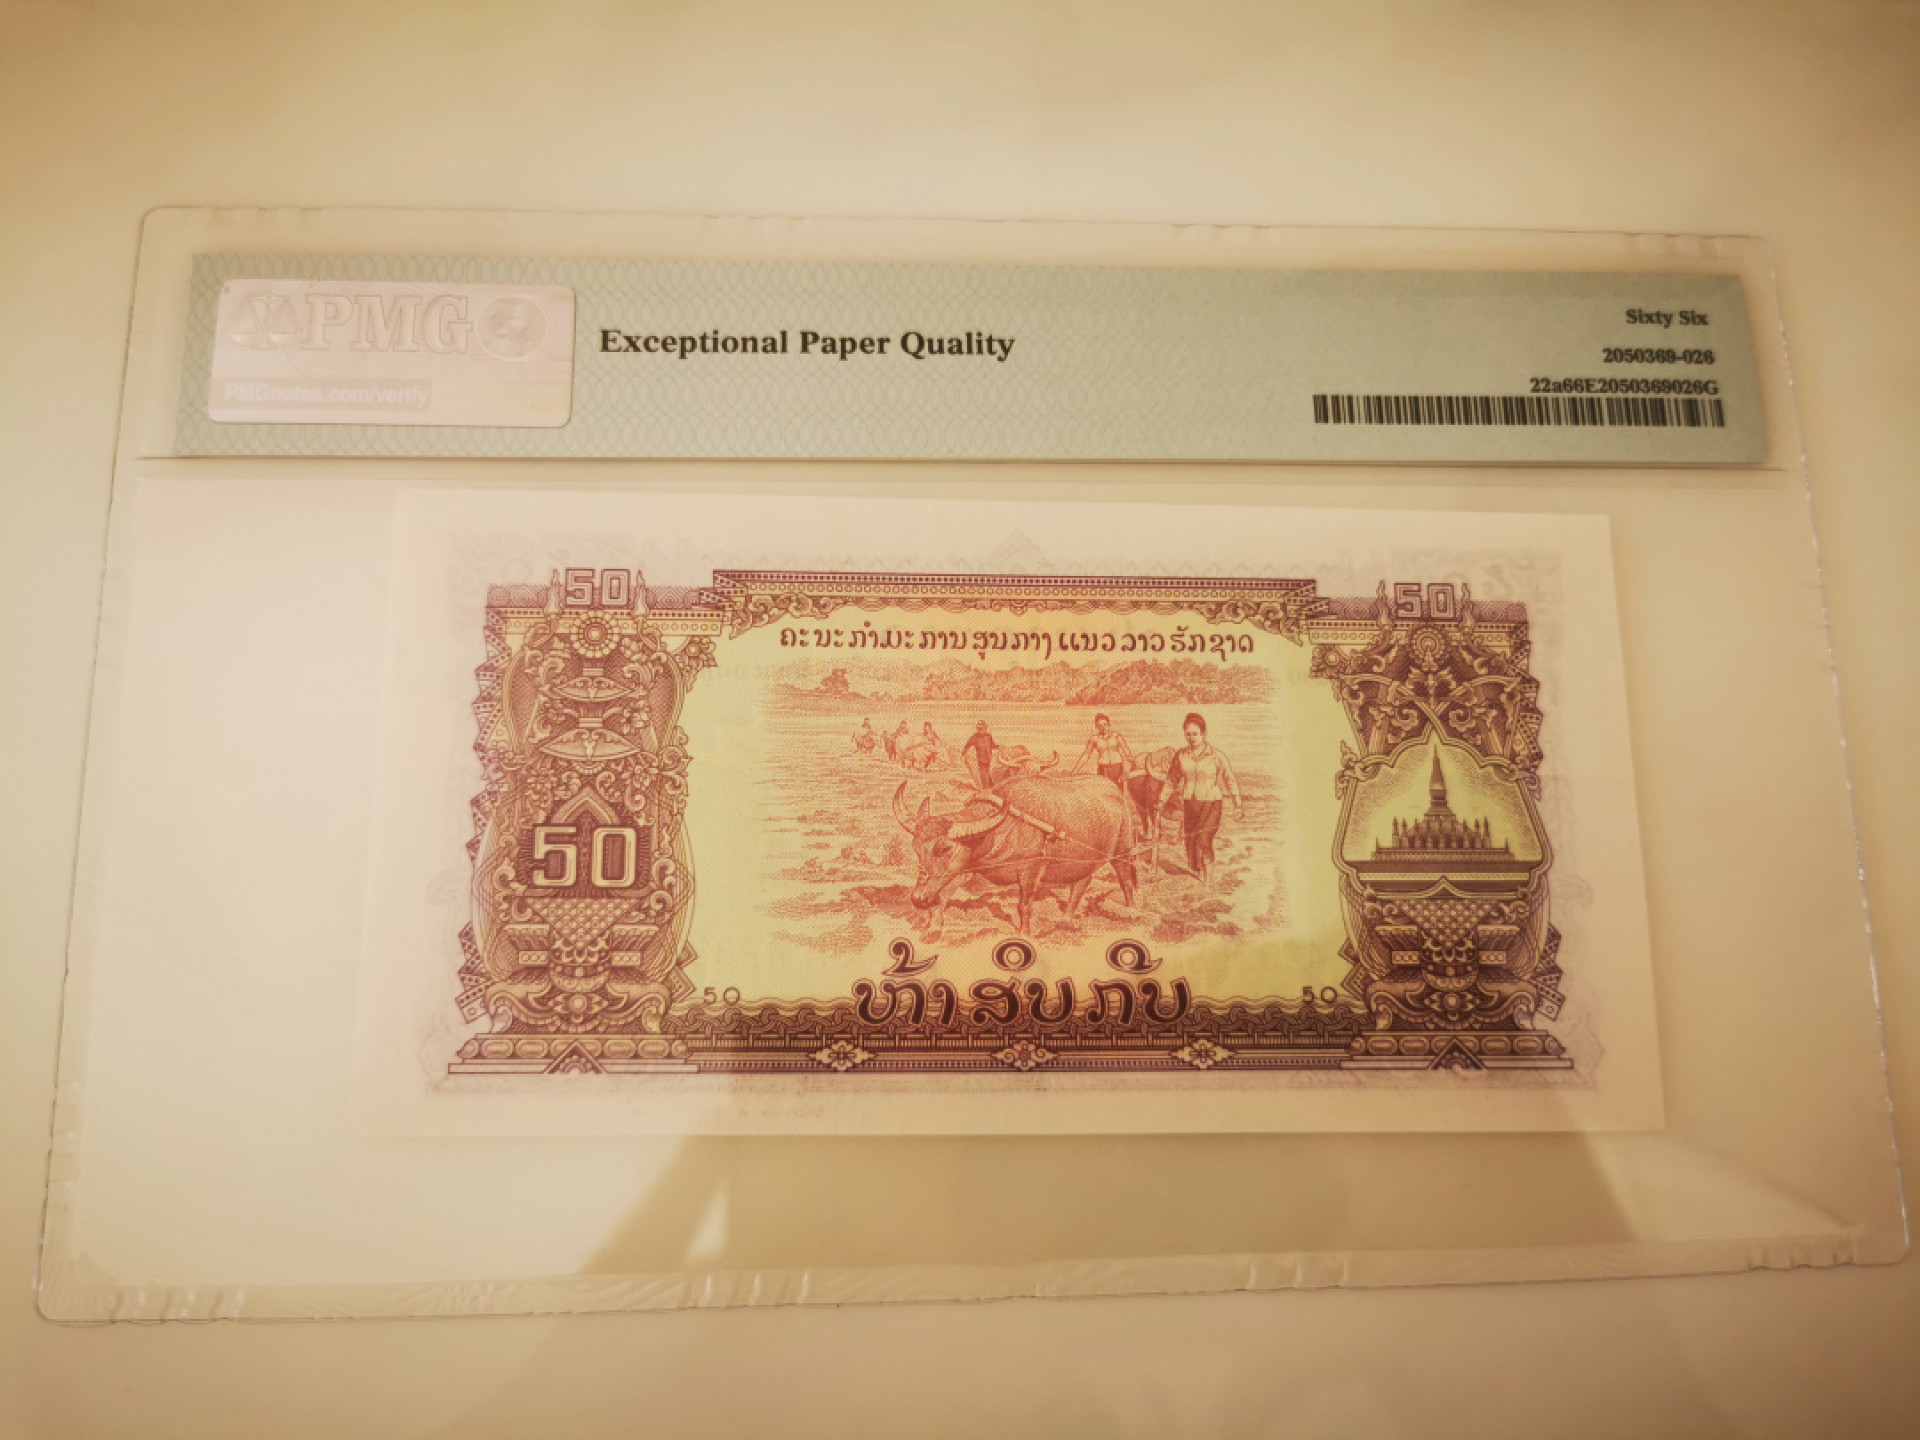 PMG
PMGnotes.com/verify
Exceptional Paper Quality
Sixty Six
2050369-026
22a66E2050369026G
50
50
ຄະນະກຳມະການສູນກາງແນວລາວຮັກຊາດ
50
50
50
ຫ້າສິບກີບ